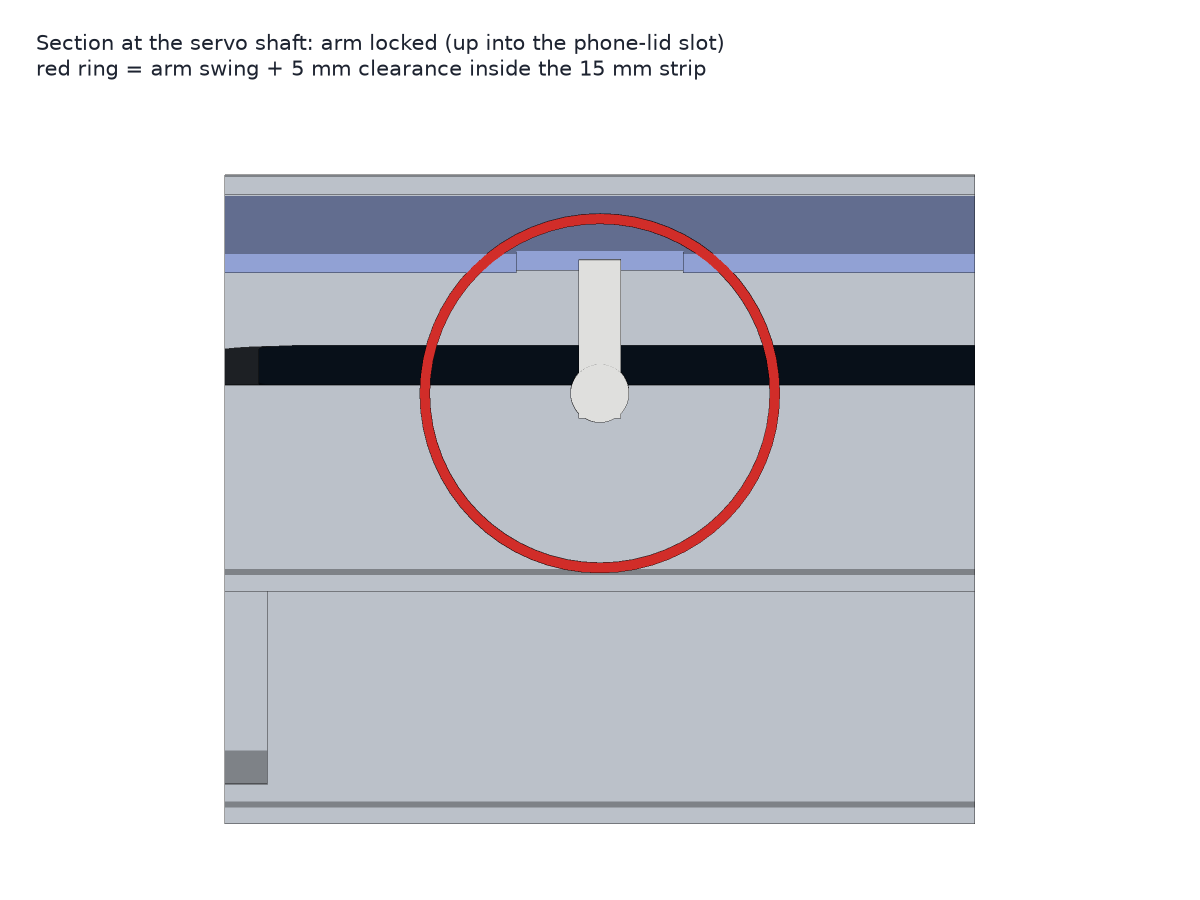 Section at the servo shaft: arm locked (up into the phone-lid slot)
red ring = arm swing + 5 mm clearance inside the 15 mm strip